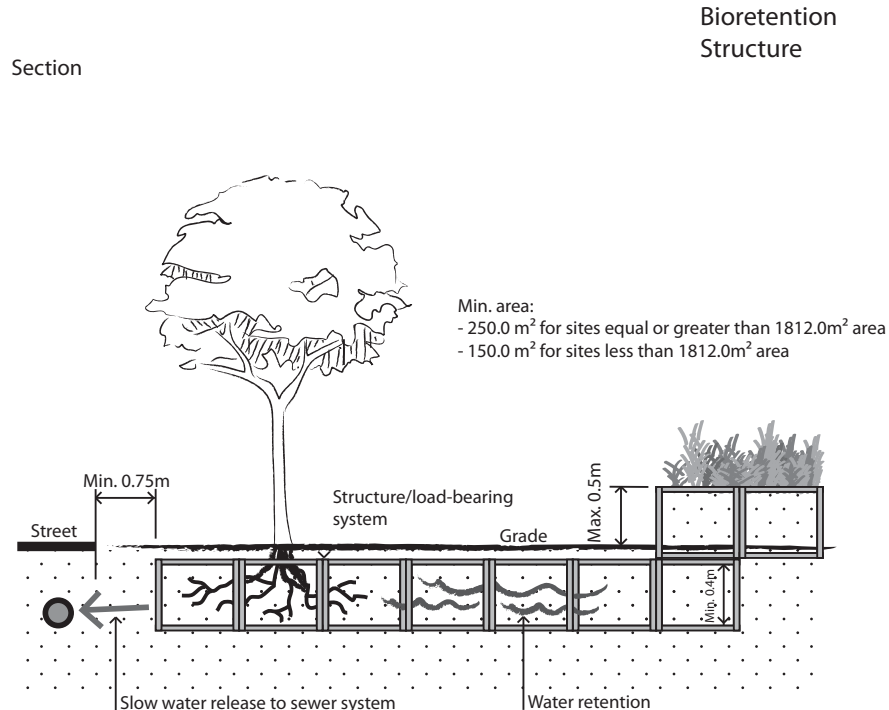 Bioretention
Structure
Section
Min. area:
- 250.0 m² for sites equal or greater than 1812.0m² area
- 150.0 m² for sites less than 1812.0m² area
Min. 0.75m
Structure/load-bearing
system
Max. 0.5m
Street
Grade
Min. 0.4m
Slow water release to sewer system
Water retention